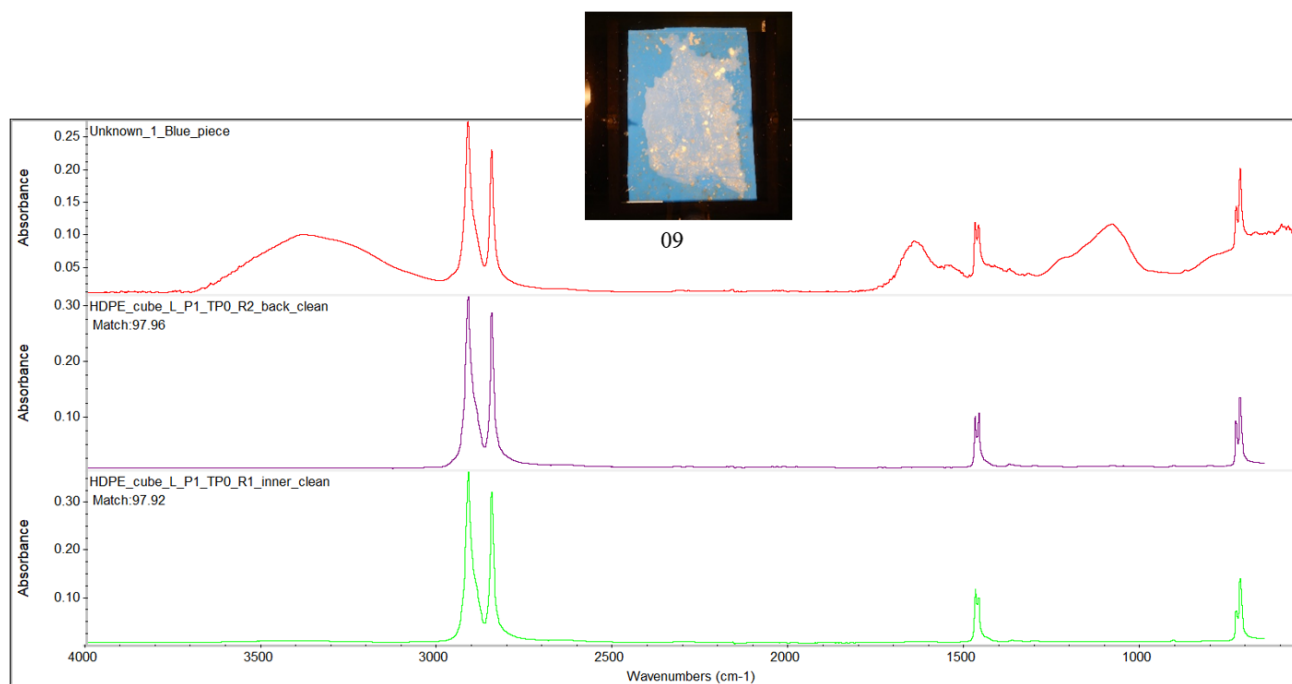 09
Unknown_1_Blue_piece
0.25
0.20
0.15
0.10
0.05
Absorbance
HDPE_cube_L_P1_TP0_R2_back_clean
Match:97.96
0.30
0.20
0.10
Absorbance
HDPE_cube_L_P1_TP0_R1_inner_clean
Match:97.92
0.30
0.20
0.10
Absorbance
4000 3500 3000 2500 2000 1500 1000
Wavenumbers (cm-1)